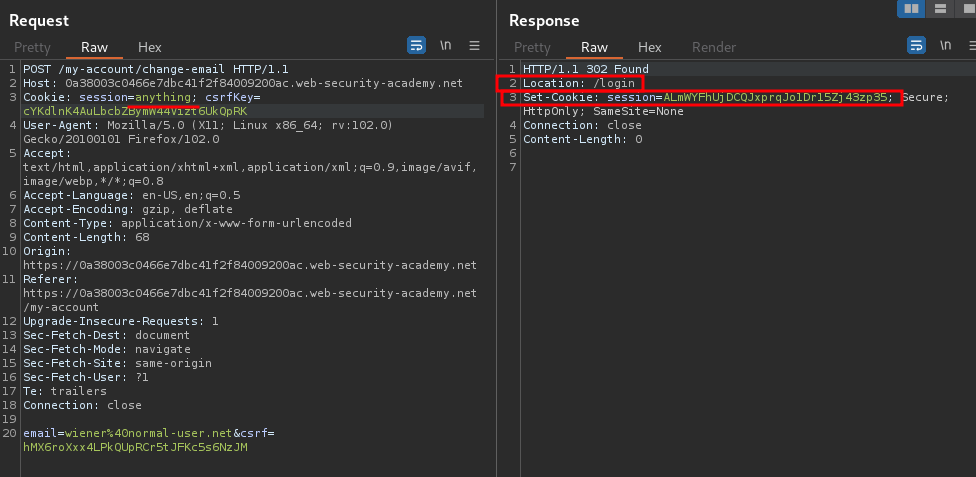 Request
Pretty Raw Hex \n
1 POST /my-account/change-email HTTP/1.1
2 Host: 0a38003c0466e7dbc41f2f84009200ac.web-security-academy.net
3 Cookie: session=anything; csrfKey=
cYKdlnK4AuLbcbZBymW44Vizt6UkQpRK
4 User-Agent: Mozilla/5.0 (X11; Linux x86_64; rv:102.0)
Gecko/20100101 Firefox/102.0
5 Accept:
text/html,application/xhtml+xml,application/xml;q=0.9,image/avif,
image/webp,*/*;q=0.8
6 Accept-Language: en-US,en;q=0.5
7 Accept-Encoding: gzip, deflate
8 Content-Type: application/x-www-form-urlencoded
9 Content-Length: 68
10 Origin:
https://0a38003c0466e7dbc41f2f84009200ac.web-security-academy.net
11 Referer:
https://0a38003c0466e7dbc41f2f84009200ac.web-security-academy.net
/my-account
12 Upgrade-Insecure-Requests: 1
13 Sec-Fetch-Dest: document
14 Sec-Fetch-Mode: navigate
15 Sec-Fetch-Site: same-origin
16 Sec-Fetch-User: ?1
17 Te: trailers
18 Connection: close
19
20 email=wiener%40normal-user.net&csrf=
hMX6roXxx4LPkQUpRCr5tJFKc5s6NzJM
Response
Pretty Raw Hex Render \n
1 HTTP/1.1 302 Found
2 Location: /login
3 Set-Cookie: session=ALmWYFhUjDCQJxprqJo1Dr15Zj43zp35; Secure;
HttpOnly; SameSite=None
4 Connection: close
5 Content-Length: 0
6
7